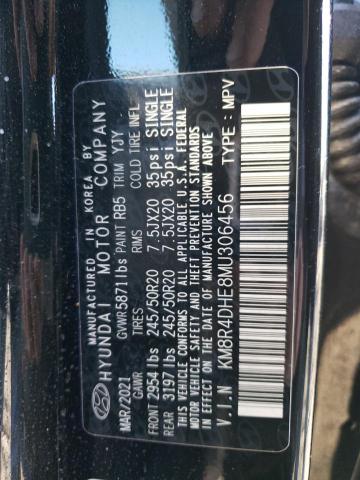 MANUFACTURED IN KOREA BY
HYUNDAI MOTOR COMPANY
MAR/2021 GVWR 5871 lbs PAINT RB5 TRIM YJY
GAWR TIRES RIMS COLD TIRE INFL.
FRONT 2954 lbs 245/50R20 7.5JX20 35psi SINGLE
REAR 3197 lbs 245/50R20 7.5JX20 35psi SINGLE
THIS VEHICLE CONFORMS TO ALL APPLICABLE U.S.A. FEDERAL
MOTOR VEHICLE SAFETY AND THEFT PREVENTION STANDARDS
IN EFFECT ON THE DATE OF MANUFACTURE SHOWN ABOVE
V.I.N KM8R4DHE8MU306456 TYPE : MPV